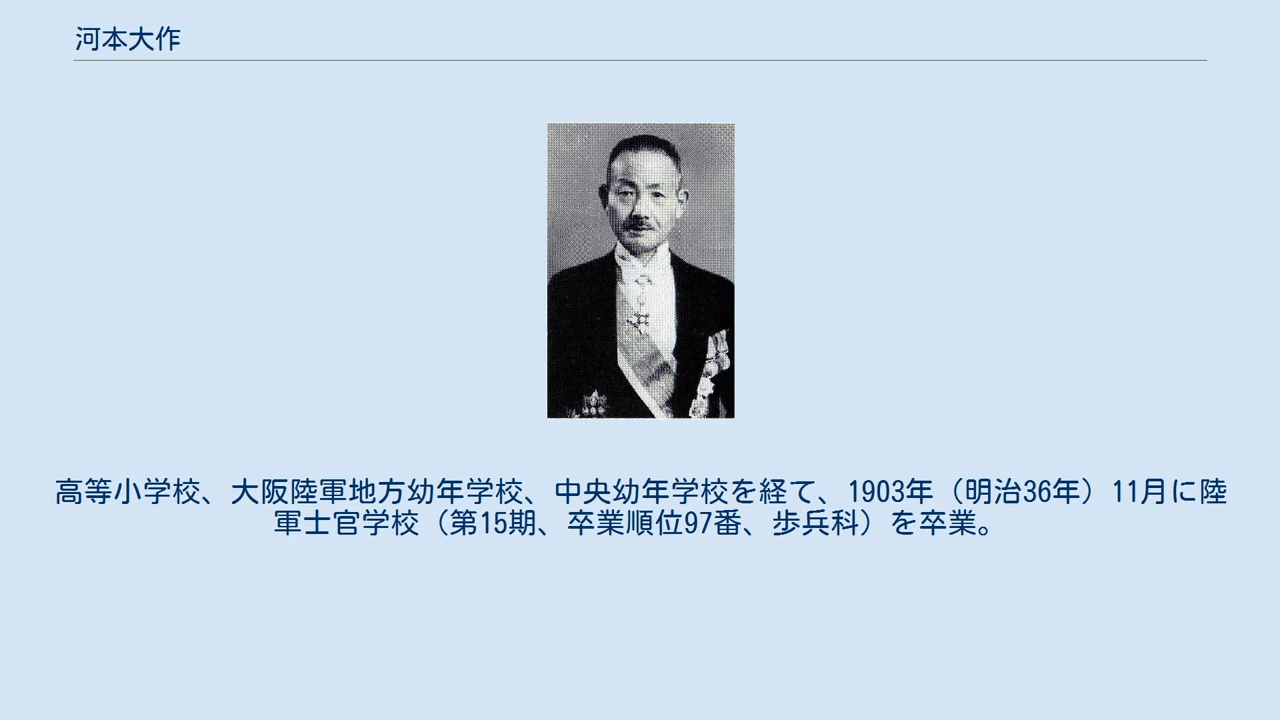 河本大作
高等小学校、大阪陸軍地方幼年学校、中央幼年学校を経て、1903年（明治36年）11月に陸
軍士官学校（第15期、卒業順位97番、歩兵科）を卒業。